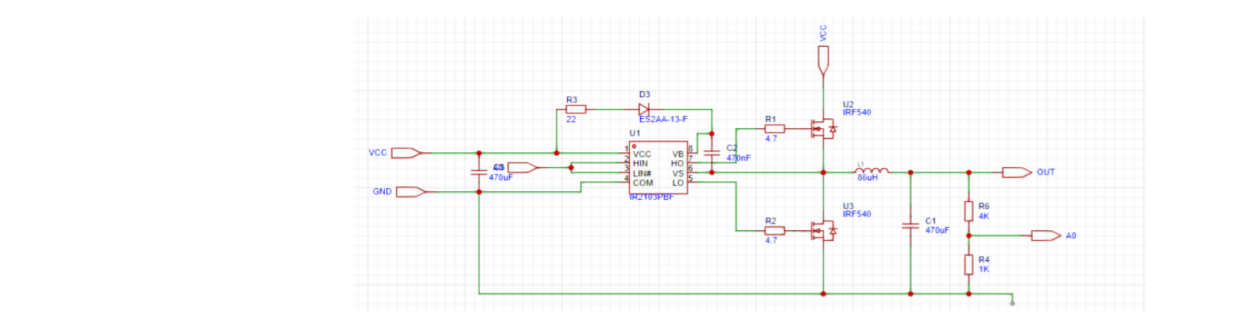 VCC
D3
R3
22
ES2AA-13-F
U2
IRF540
R1
4.7
U1
VCC
1
2
3
4
VCC
HIN
LIN#
COM
VB
HO
VS
LO
8
7
6
5
C2
470nF
470uF
GND
IR2103PBF
L1
86uH
OUT
U3
IRF540
R2
4.7
C1
470uF
R6
4K
A0
R4
1K